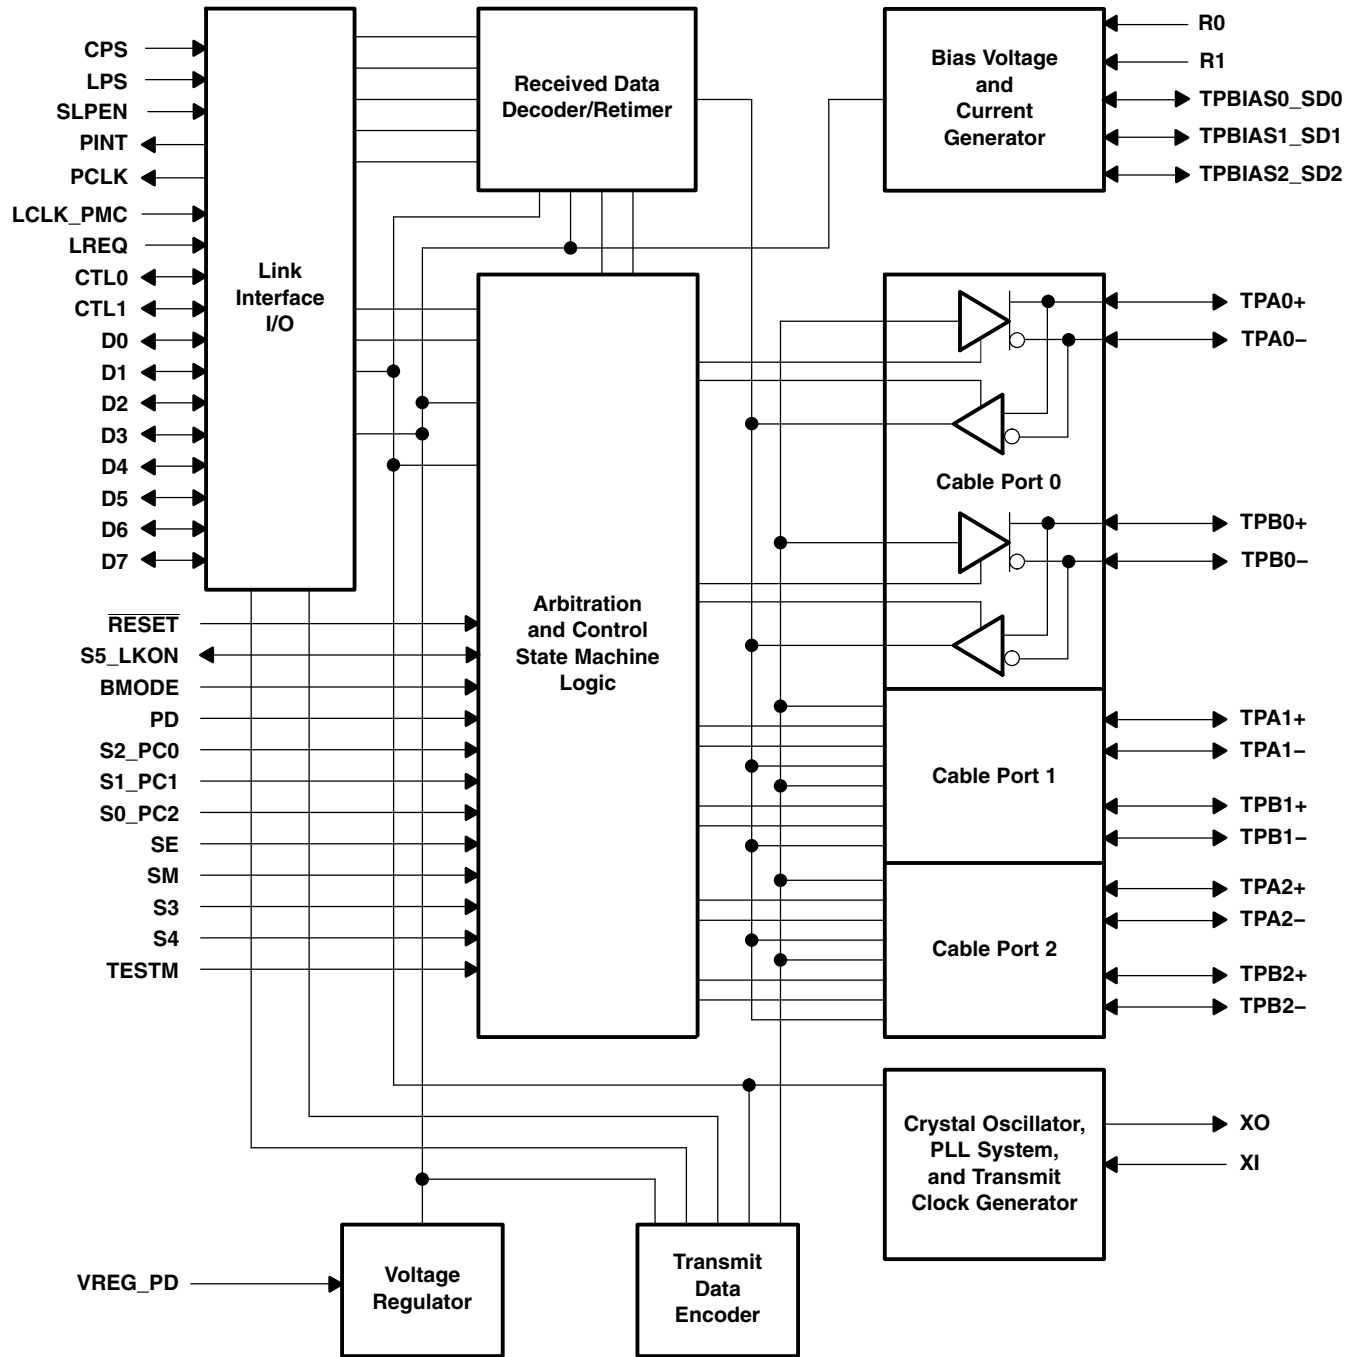 CPS
LPS
SLPEN
PINT
PCLK
LCLK_PMC
LREQ
CTL0
CTL1
D0
D1
D2
D3
D4
D5
D6
D7
Link
Interface
I/O
Received Data
Decoder/Retimer
Bias Voltage
and
Current
Generator
R0
R1
TPBIAS0_SD0
TPBIAS1_SD1
TPBIAS2_SD2
RESET
S5_LKON
BMODE
PD
S2_PC0
S1_PC1
S0_PC2
SE
SM
S3
S4
TESTM
Arbitration
and Control
State Machine
Logic
Cable Port 0
TPA0+
TPA0−
TPB0+
TPB0−
Cable Port 1
TPA1+
TPA1−
TPB1+
TPB1−
Cable Port 2
TPA2+
TPA2−
TPB2+
TPB2−
Crystal Oscillator,
PLL System,
and Transmit
Clock Generator
XO
XI
VREG_PD
Voltage
Regulator
Transmit
Data
Encoder